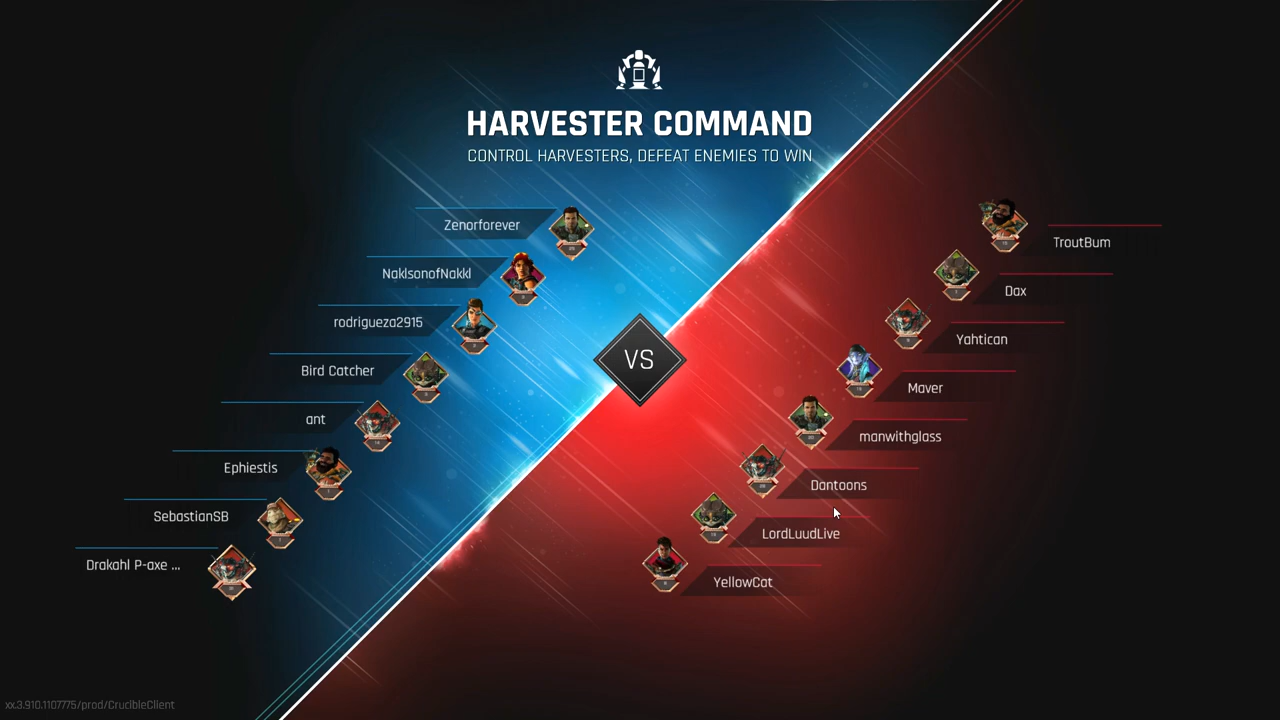 HARVESTER COMMAND
CONTROL HARVESTERS, DEFEAT ENEMIES TO WIN
Zenorforever
NaklsonofNakkl
rodrigueza2915
Bird Catcher
ant
Ephiestis
SebastianSB
Drakahl P-axe ...
VS
TroutBum
Dax
Yahtican
Maver
manwithglass
Dantoons
LordLuudLive
YellowCat
xx.3.910.1107775/prod/CrucibleClient